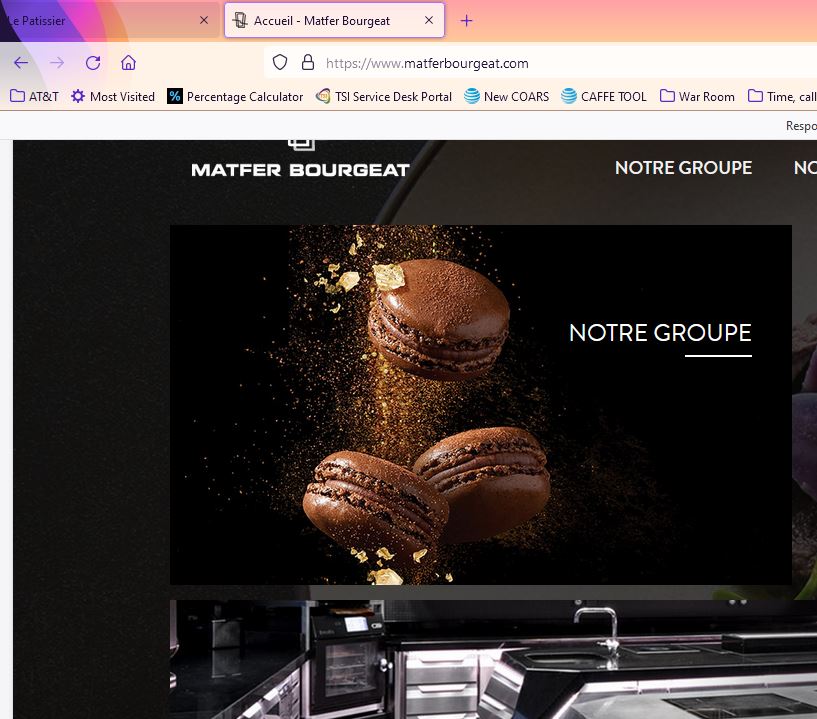 Le Patissier
Accueil - Matfer Bourgeat
https://www.matferbourgeat.com
AT&T Most Visited % Percentage Calculator TSI Service Desk Portal New COARS CAFFE TOOL War Room Time, call
Respo
MATFER BOURGEAT
NOTRE GROUPE
NO
NOTRE GROUPE